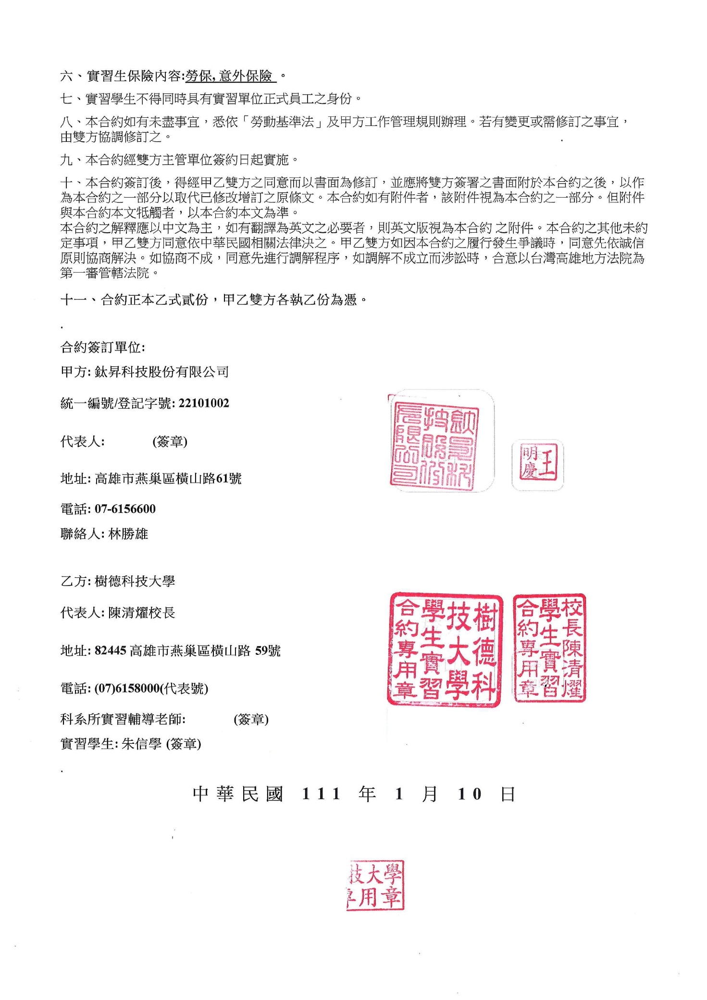 六、實習生保險內容:勞保, 意外保險 。
七、實習學生不得同時具有實習單位正式員工之身份。
八、本合約如有未盡事宜，悉依「勞動基準法」及甲方工作管理規則辦理。若有變更或需修訂之事宜，
由雙方協調修訂之。
九、本合約經雙方主管單位簽約日起實施。
十、本合約簽訂後，得經甲乙雙方之同意而以書面為修訂，並應將雙方簽署之書面附於本合約之後，以作
為本合約之一部分以取代已修改增訂之原條文。本合約如有附件者，該附件視為本合約之一部分。但附件
與本合約本文牴觸者，以本合約本文為準。
本合約之解釋應以中文為主，如有翻譯為英文之必要者，則英文版視為本合約 之附件。本合約之其他未約
定事項，甲乙雙方同意依中華民國相關法律決之。甲乙雙方如因本合約之履行發生爭議時，同意先依誠信
原則協商解決。如協商不成，同意先進行調解程序，如調解不成立而涉訟時，合意以台灣高雄地方法院為
第一審管轄法院。
十一、合約正本乙式貳份，甲乙雙方各執乙份為憑。
.
合約簽訂單位:
甲方: 鈦昇科技股份有限公司
統一編號/登記字號: 22101002
代表人: (簽章)
地址: 高雄市燕巢區橫山路61號
電話: 07-6156600
聯絡人: 林勝雄
鈦昇科
技股份
有限公司
王
明慶
乙方: 樹德科技大學
代表人: 陳清燿校長
地址: 82445 高雄市燕巢區橫山路 59號
電話: (07)6158000(代表號)
科系所實習輔導老師: (簽章)
實習學生: 朱信學 (簽章)
樹德科
技大學
學生實習
合約專用章
校長陳清燿
學生實習
合約專用章
.
中華民國 111 年 1 月 10 日
技大學
專用章